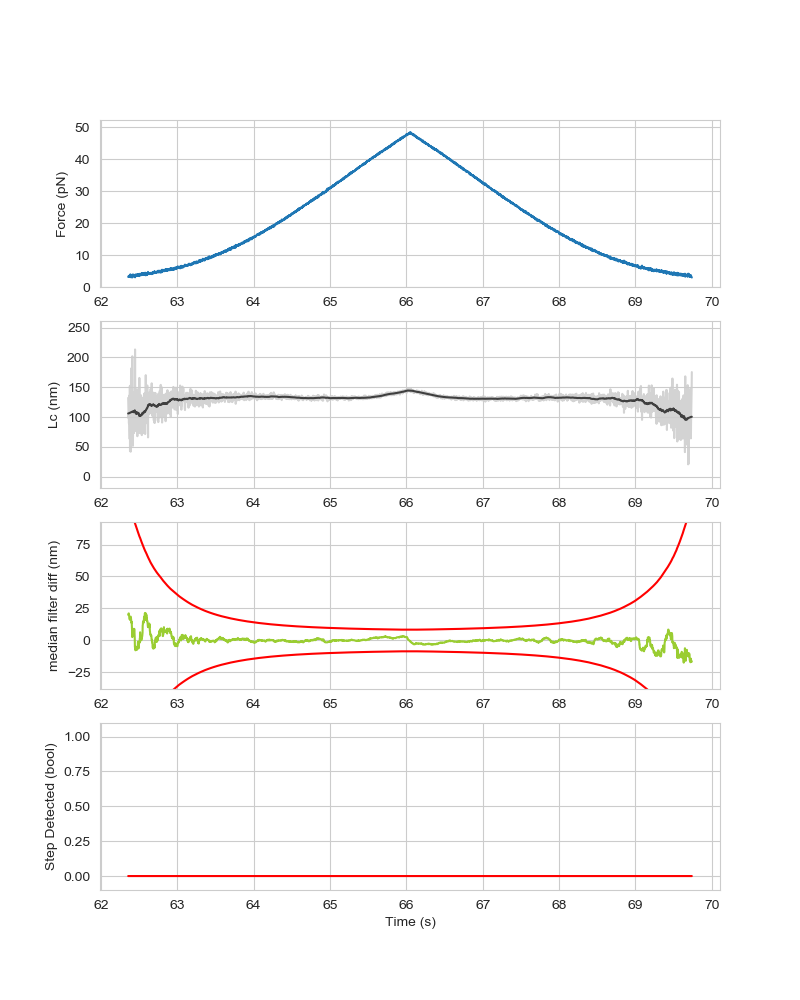 50
40
30
20
10
0
Force (pN)
62 63 64 65 66 67 68 69 70
250
200
150
100
50
0
Lc (nm)
62 63 64 65 66 67 68 69 70
75
50
25
0
−25
median filter diff (nm)
62 63 64 65 66 67 68 69 70
1.00
0.75
0.50
0.25
0.00
Step Detected (bool)
62 63 64 65 66 67 68 69 70
Time (s)